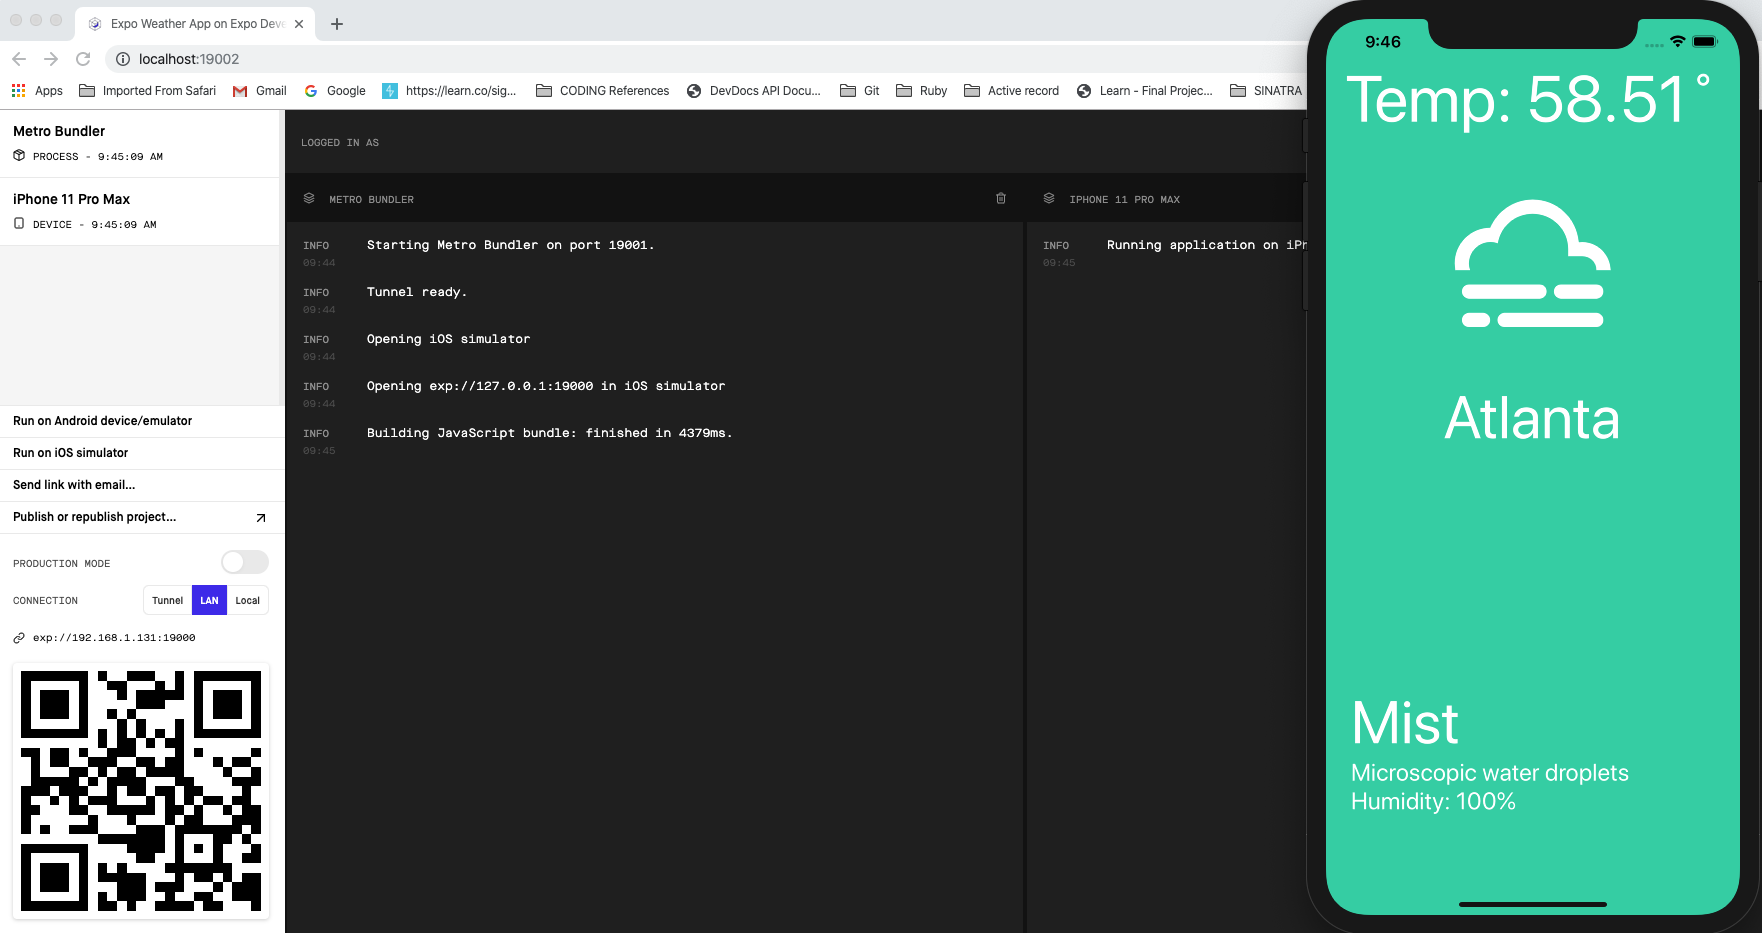 Expo Weather App on Expo Deve
localhost:19002
Apps
Imported From Safari
Gmail
Google
https://learn.co/sig...
CODING References
DevDocs API Docu...
Git
Ruby
Active record
Learn - Final Projec...
SINATRA
Metro Bundler
PROCESS - 9:45:09 AM
iPhone 11 Pro Max
DEVICE - 9:45:09 AM
Run on Android device/emulator
Run on iOS simulator
Send link with email...
Publish or republish project...
PRODUCTION MODE
CONNECTION
Tunnel
LAN
Local
exp://192.168.1.131:19000
LOGGED IN AS
METRO BUNDLER
INFO
09:44
Starting Metro Bundler on port 19001.
INFO
09:44
Tunnel ready.
INFO
09:44
Opening iOS simulator
INFO
09:44
Opening exp://127.0.0.1:19000 in iOS simulator
INFO
09:45
Building JavaScript bundle: finished in 4379ms.
IPHONE 11 PRO MAX
INFO
09:45
Running application on iPh
9:46
Temp: 58.51°
Atlanta
Mist
Microscopic water droplets
Humidity: 100%